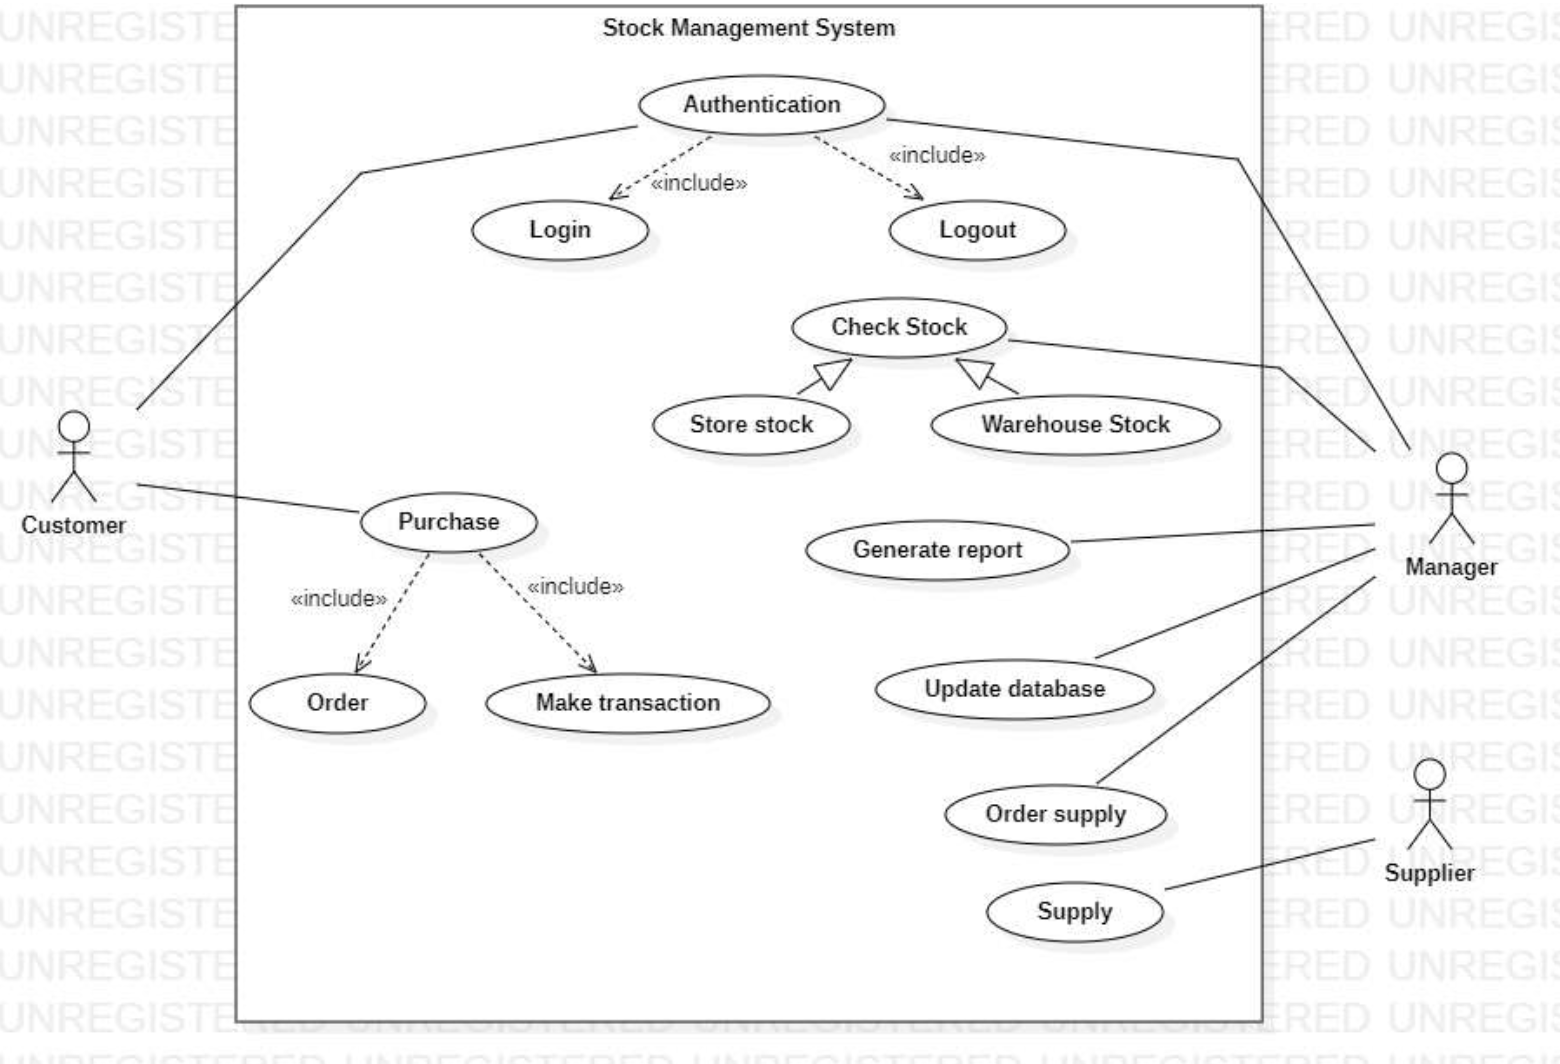 Stock Management System
Authentication
«include»
«include»
Login
Logout
Check Stock
Store stock
Warehouse Stock
Customer
Purchase
Generate report
Manager
«include»
«include»
Order
Make transaction
Update database
Order supply
Supplier
Supply
UNREGISTERED UNREGISTERED UNREGISTERED UNREGISTERED